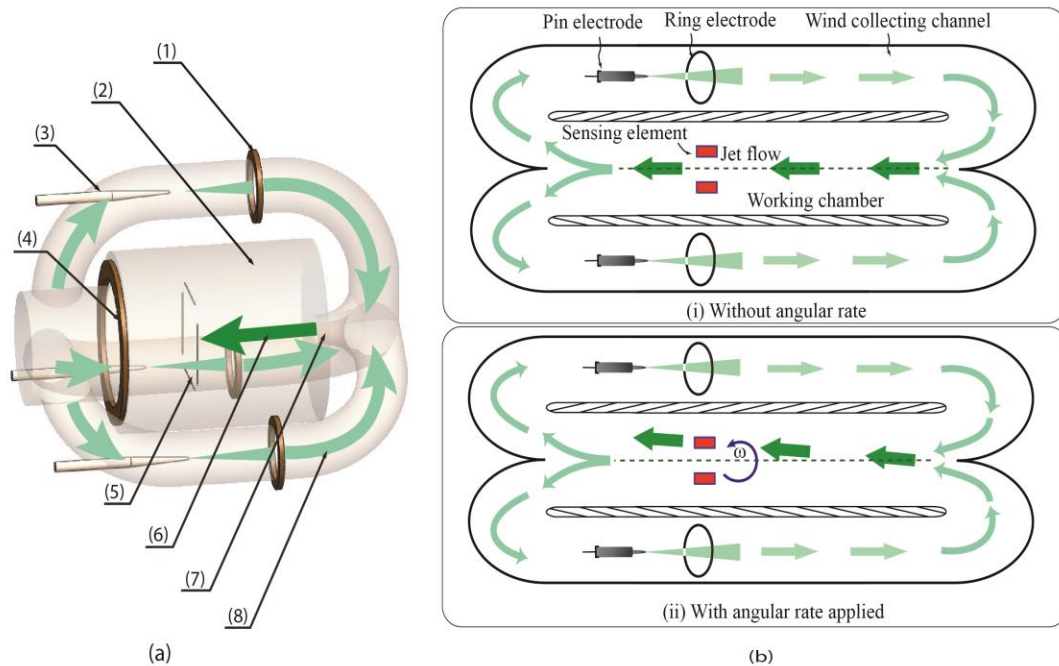 (1)
(2)
(3)
(4)
(5)
(6)
(7)
(8)
(a)
Pin electrode
Ring electrode
Wind collecting channel
Sensing element
Jet flow
Working chamber
(i) Without angular rate
ω
(ii) With angular rate applied
(b)